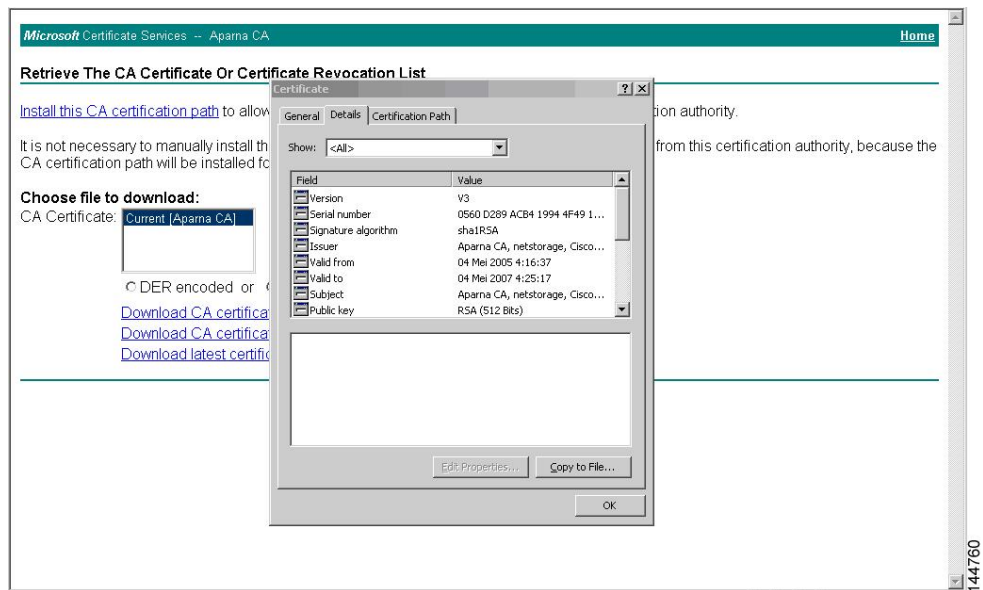 Microsoft Certificate Services -- Aparna CA Home
Retrieve The CA Certificate Or Certificate Revocation List
Install this CA certification path to allow
tion authority.
It is not necessary to manually install th
from this certification authority, because the
CA certification path will be installed fo
Choose file to download:
CA Certificate: Current [Aparna CA]
DER encoded or
Download CA certifica
Download CA certifica
Download latest certific
Certificate
General Details Certification Path
Show: <All>
Field Value
Version V3
Serial number 0560 D289 ACB4 1994 4F49 1...
Signature algorithm sha1RSA
Issuer Aparna CA, netstorage, Cisco...
Valid from 04 Mei 2005 4:16:37
Valid to 04 Mei 2007 4:25:17
Subject Aparna CA, netstorage, Cisco...
Public key RSA (512 Bits)
Edit Properties... Copy to File...
OK
144760